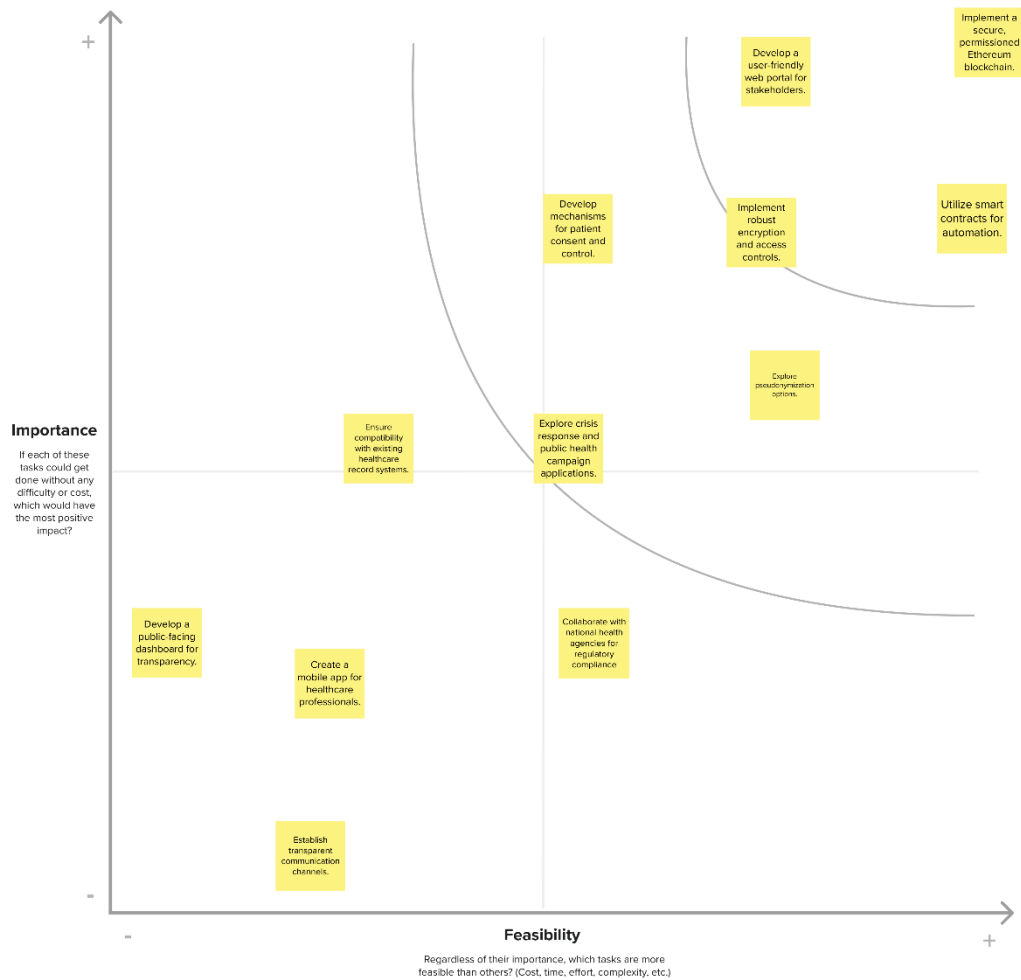 +
Implement a
secure,
permissioned
Ethereum
blockchain.
Develop a
user-friendly
web portal for
stakeholders.
Develop
mechanisms
for patient
consent and
control.
Implement
robust
encryption
and access
controls.
Utilize smart
contracts for
automation.
Explore
pseudonymization
options.
Importance
If each of these
tasks could get
done without any
difficulty or cost,
which would have
the most positive
impact?
Ensure
compatibility
with existing
healthcare
record systems.
Explore crisis
response and
public health
campaign
applications.
Develop a
public-facing
dashboard for
transparency.
Create a
mobile app for
healthcare
professionals.
Collaborate with
national health
agencies for
regulatory
compliance
Establish
transparent
communication
channels.
-
-
Feasibility
+
Regardless of their importance, which tasks are more
feasible than others? (Cost, time, effort, complexity, etc.)